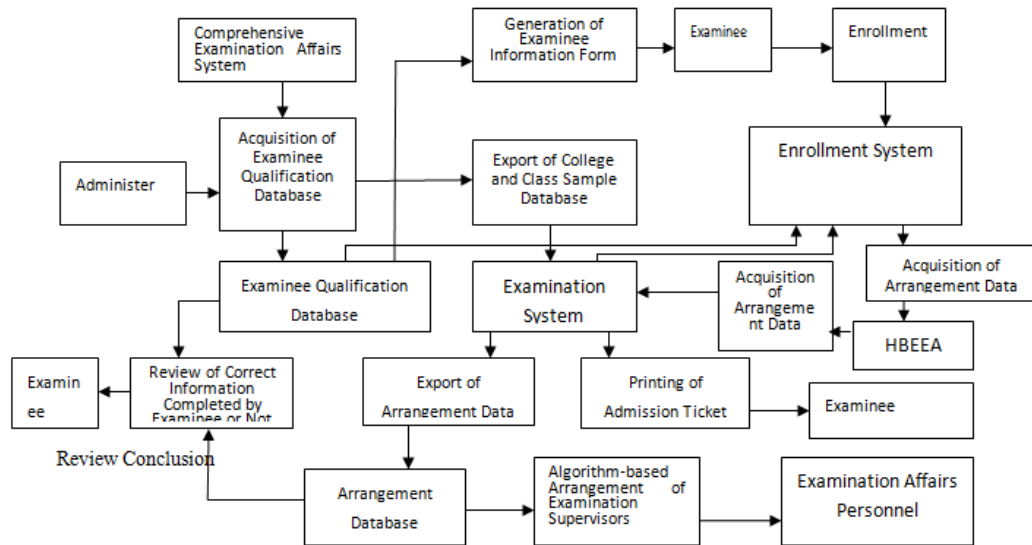 Comprehensive
Examination Affairs
System
Generation of
Examinee
Information Form
Examinee
Enrollment
Administer
Acquisition of
Examinee
Qualification
Database
Export of College
and Class Sample
Database
Enrollment System
Examinee Qualification
Database
Examination
System
Acquisition
of
Arrangeme
nt Data
Acquisition of
Arrangement Data
HBEEA
Examin
ee
Review of Correct
Information
Completed by
Examinee or Not
Export of
Arrangement Data
Printing of
Admission Ticket
Examinee
Review Conclusion
Arrangement
Database
Algorithm-based
Arrangement of
Examination
Supervisors
Examination Affairs
Personnel